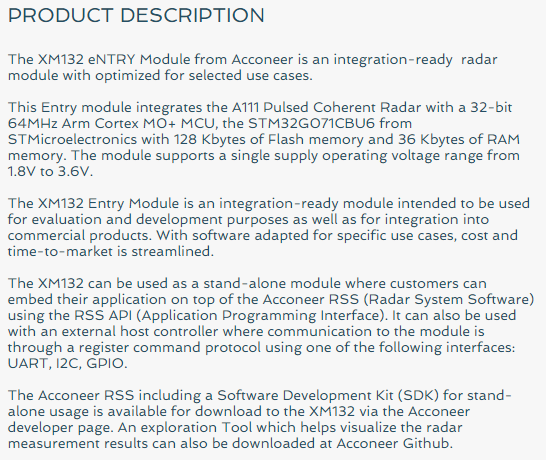 PRODUCT DESCRIPTION
The XM132 eNTRY Module from Acconeer is an integration-ready radar
module with optimized for selected use cases.
This Entry module integrates the A111 Pulsed Coherent Radar with a 32-bit
64MHz Arm Cortex M0+ MCU, the STM32G071CBU6 from
STMicroelectronics with 128 Kbytes of Flash memory and 36 Kbytes of RAM
memory. The module supports a single supply operating voltage range from
1.8V to 3.6V.
The XM132 Entry Module is an integration-ready module intended to be used
for evaluation and development purposes as well as for integration into
commercial products. With software adapted for specific use cases, cost and
time-to-market is streamlined.
The XM132 can be used as a stand-alone module where customers can
embed their application on top of the Acconeer RSS (Radar System Software)
using the RSS API (Application Programming Interface). It can also be used
with an external host controller where communication to the module is
through a register command protocol using one of the following interfaces:
UART, I2C, GPIO.
The Acconeer RSS including a Software Development Kit (SDK) for stand-
alone usage is available for download to the XM132 via the Acconeer
developer page. An exploration Tool which helps visualize the radar
measurement results can also be downloaded at Acconeer Github.